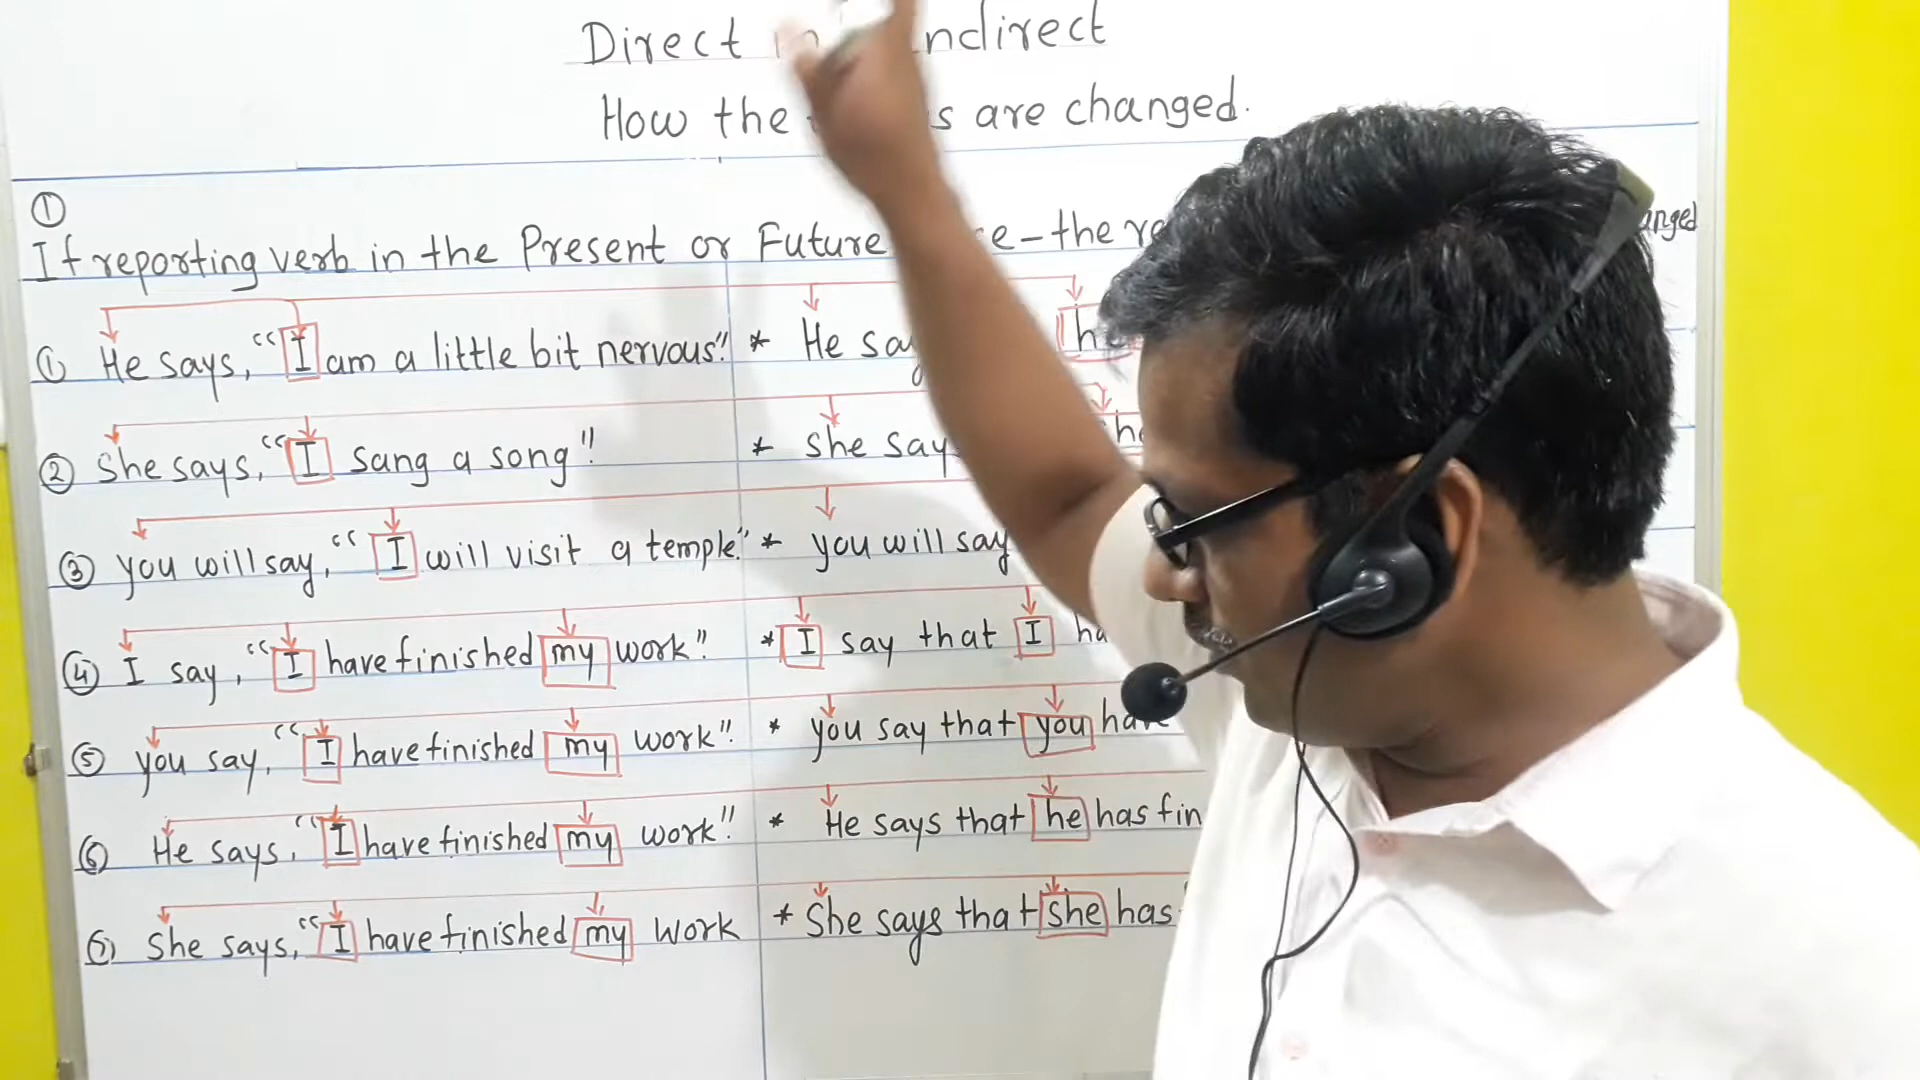 Direct Indirect
How the are changed.
①
If reporting verb in the Present or Future - the
① He says, "I am a little bit nervous." * He
② She says, "I sang a song" * She say
③ you will say, "I will visit a temple." * you will say
④ I say, "I have finished my work". * I say that I
⑤ you say, "I have finished my work". * you say that you have
⑥ He says, "I have finished my work". * He says that he has
⑦ She says, "I have finished my work * She says that she has